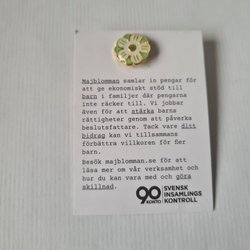 Majblomman samlar in pengar för
att ge ekonomiskt stöd till
barn i familjer där pengarna
inte räcker till. Vi jobbar
även för att stärka barns
rättigheter genom att påverka
beslutsfattare. Tack vare ditt
bidrag kan vi tillsammans
förbättra villkoren för fler
barn.
Besök majblomman.se för att
läsa mer om vår verksamhet och
hur du kan vara med och göra
skillnad.
90 KONTO
SVENSK
INSAMLINGS
KONTROLL